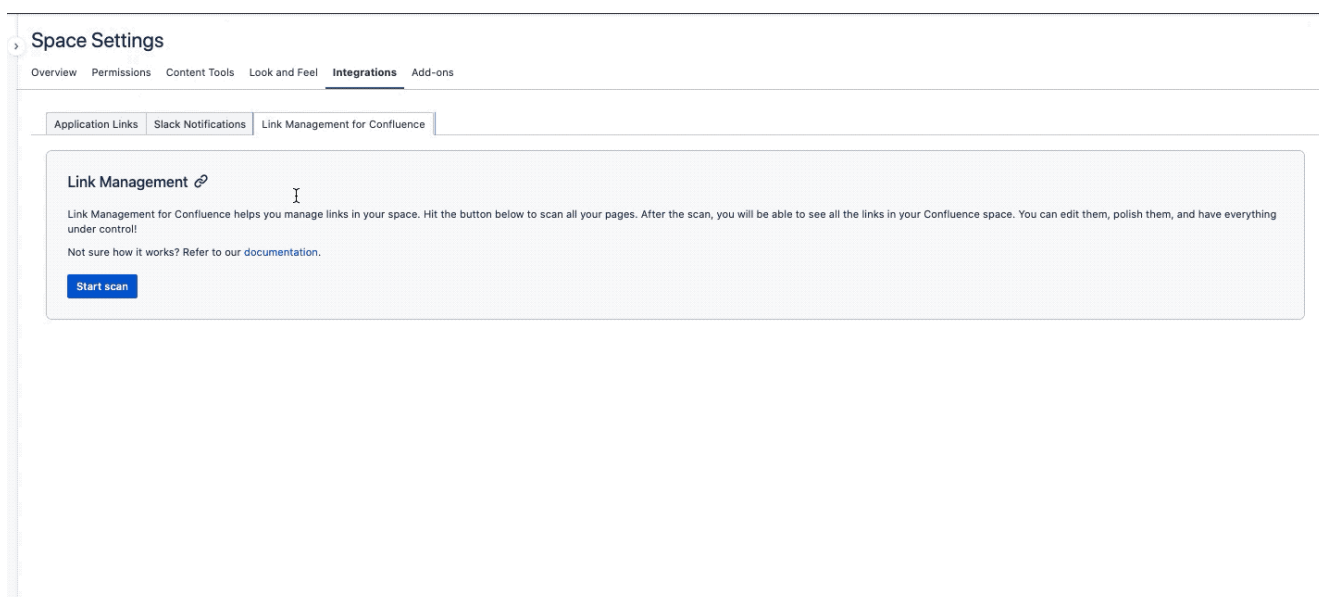 Space Settings
Overview Permissions Content Tools Look and Feel Integrations Add-ons
Application Links Slack Notifications Link Management for Confluence
Link Management
Link Management for Confluence helps you manage links in your space. Hit the button below to scan all your pages. After the scan, you will be able to see all the links in your Confluence space. You can edit them, polish them, and have everything
under control!
Not sure how it works? Refer to our documentation.
Start scan